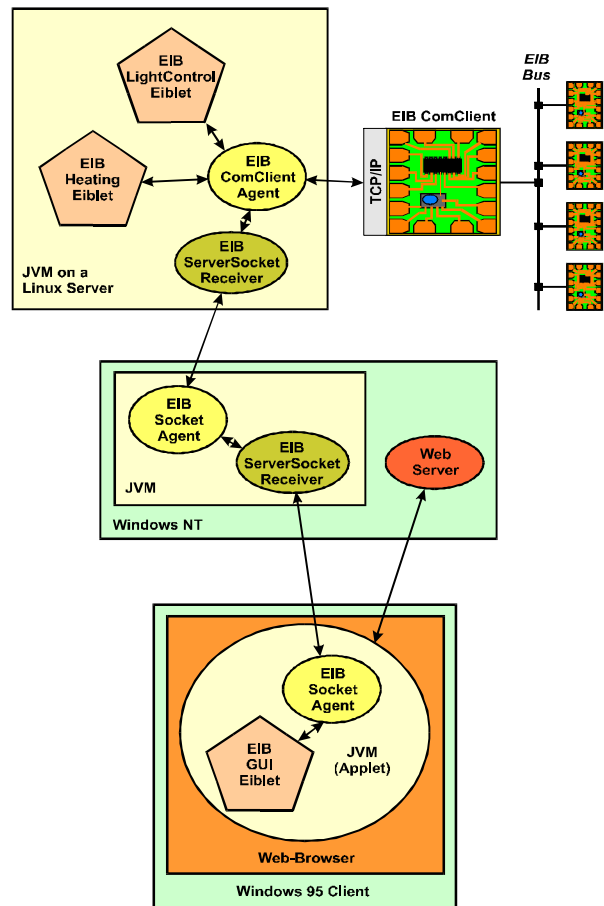 EIB
LightControl
Eiblet
EIB
Heating
Eiblet
EIB
ComClient
Agent
EIB
ServerSocket
Receiver
JVM on a
Linux Server
EIB ComClient
TCP/IP
EIB
Bus
EIB
Socket
Agent
EIB
ServerSocket
Receiver
JVM
Windows NT
Web
Server
EIB
Socket
Agent
EIB
GUI
Eiblet
JVM
(Applet)
Web-Browser
Windows 95 Client